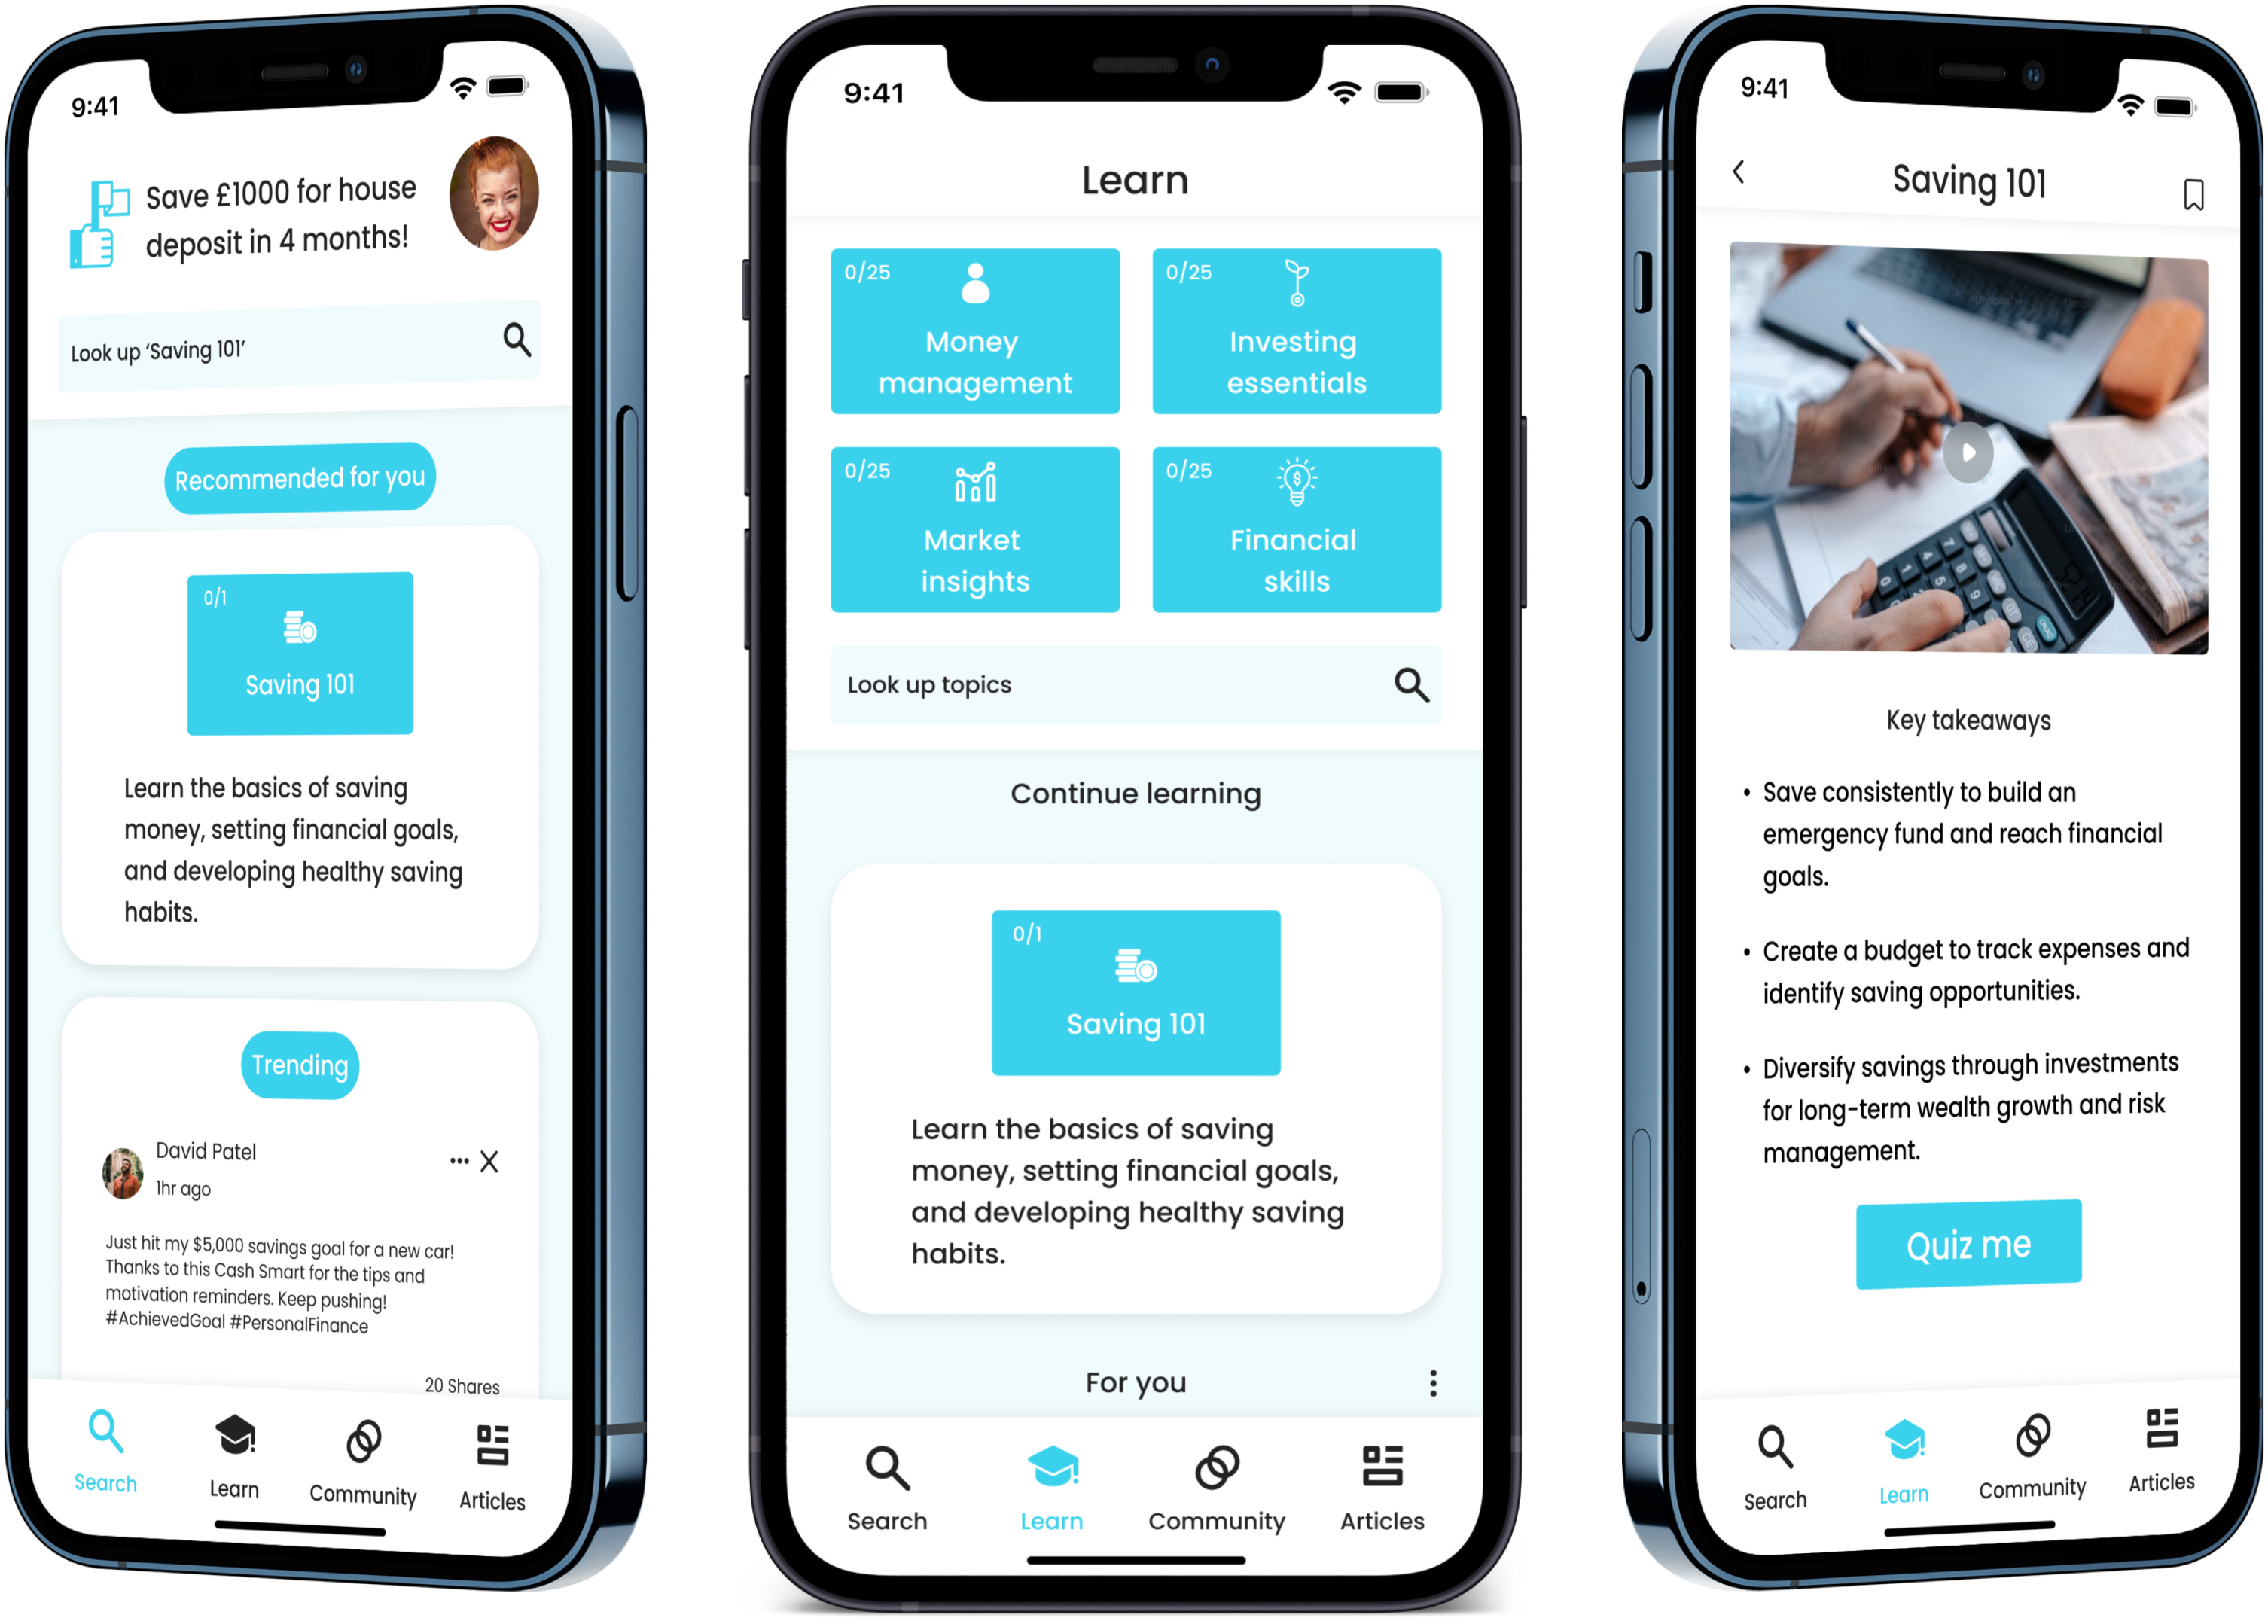 9:41
Save £1000 for house
deposit in 4 months!
Look up ‘Saving 101’
Recommended for you
0/1
Saving 101
Learn the basics of saving
money, setting financial goals,
and developing healthy saving
habits.
Trending
David Patel
1hr ago
Just hit my $5,000 savings goal for a new car!
Thanks to this Cash Smart for the tips and
motivation reminders. Keep pushing!
#AchievedGoal #PersonalFinance
20 Shares
Search
Learn
Community
Articles
9:41
Learn
0/25
Money
management
0/25
Investing
essentials
0/25
Market
insights
0/25
Financial
skills
Look up topics
Continue learning
0/1
Saving 101
Learn the basics of saving
money, setting financial goals,
and developing healthy saving
habits.
For you
Search
Learn
Community
Articles
9:41
Saving 101
Key takeaways
• Save consistently to build an
emergency fund and reach financial
goals.
• Create a budget to track expenses and
identify saving opportunities.
• Diversify savings through investments
for long-term wealth growth and risk
management.
Quiz me
Search
Learn
Community
Articles